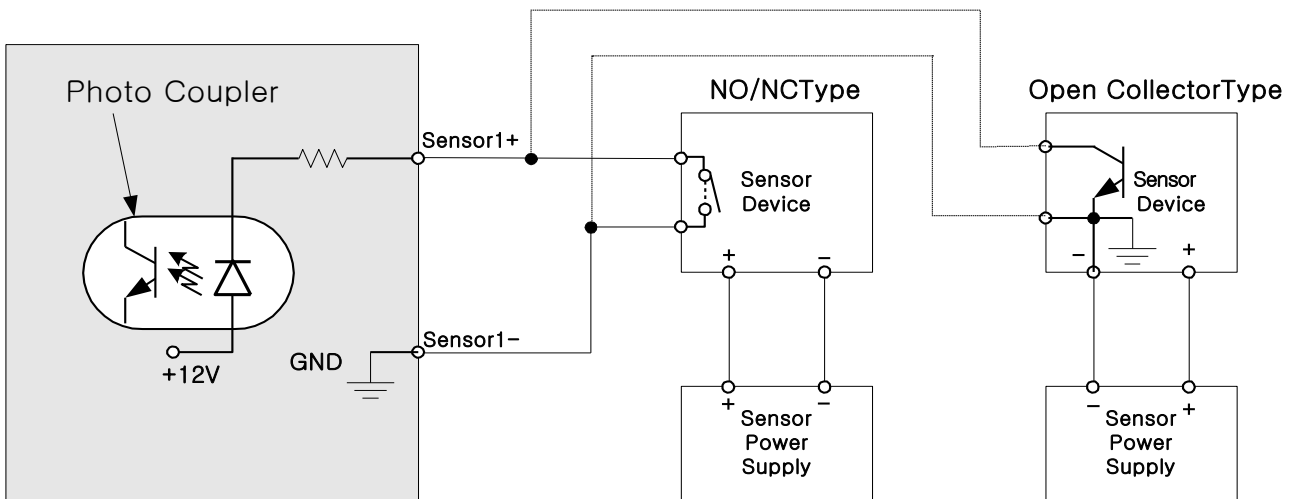 Photo Coupler
Sensor1+
+12V
GND
Sensor1-
NO/NCType
Sensor
Device
+ -
+ -
Sensor
Power
Supply
Open CollectorType
Sensor
Device
- +
- +
Sensor
Power
Supply